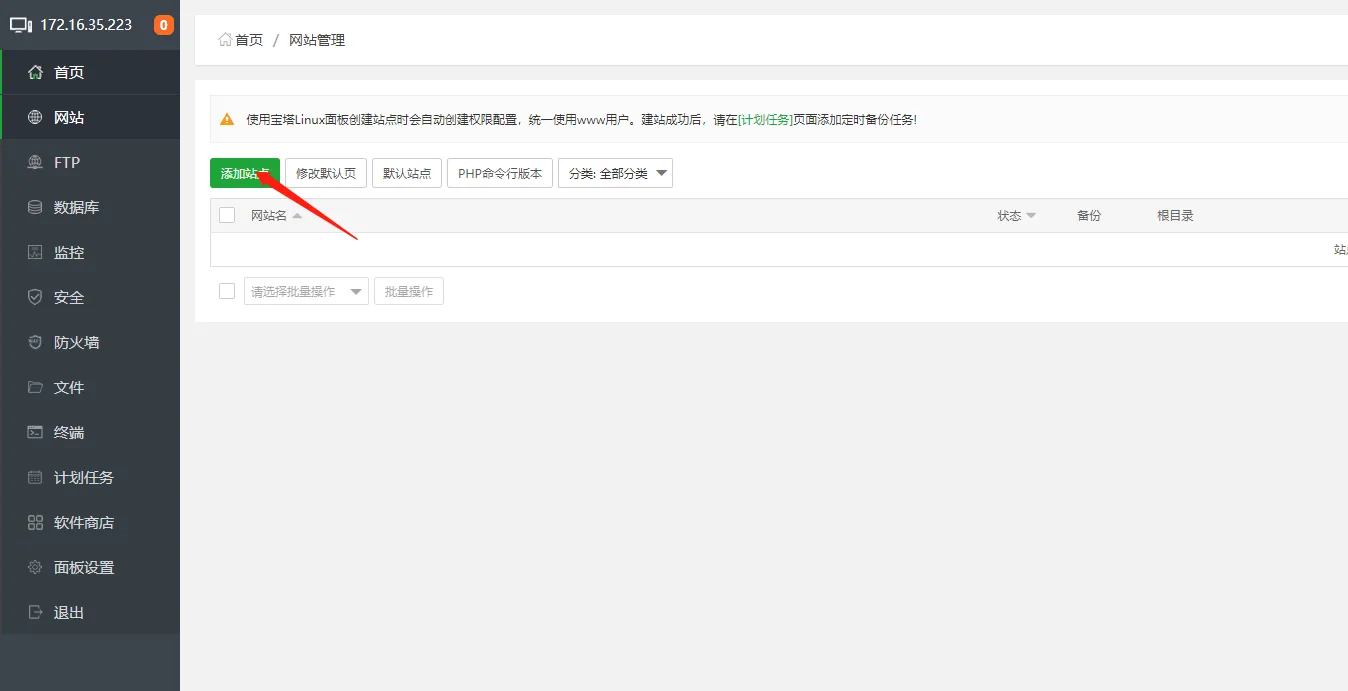 172.16.35.223
0
首页
网站
FTP
数据库
监控
安全
防火墙
文件
终端
计划任务
软件商店
面板设置
退出
首页 / 网站管理
使用宝塔Linux面板创建站点时会自动创建权限配置，统一使用www用户。建站成功后，请在[计划任务]页面添加定时备份任务!
添加站点 修改默认页 默认站点 PHP命令行版本 分类: 全部分类
网站名 状态 备份 根目录
站
请选择批量操作 批量操作